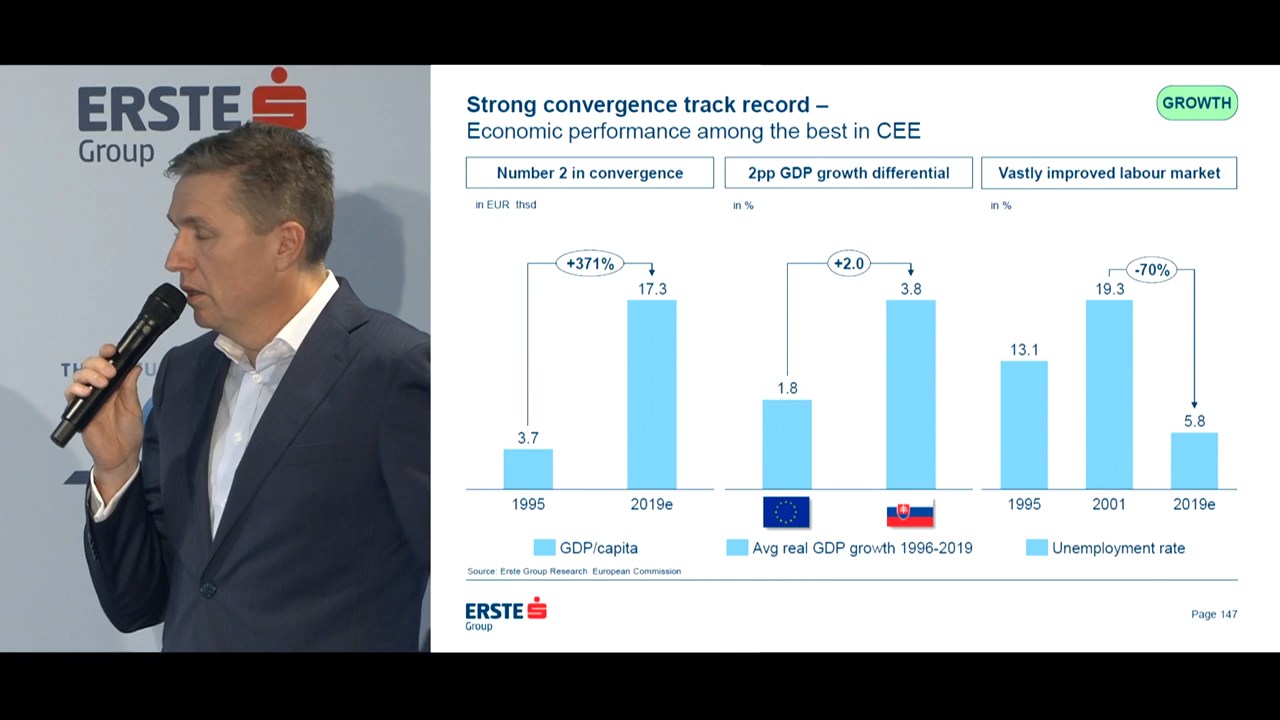 ERSTE
Group
Strong convergence track record –
Economic performance among the best in CEE
GROWTH
Number 2 in convergence
2pp GDP growth differential
Vastly improved labour market
in EUR thsd
in %
in %
+371%
17.3
3.7
1995
2019e
GDP/capita
+2.0
3.8
1.8
Avg real GDP growth 1996-2019
-70%
19.3
13.1
5.8
1995
2001
2019e
Unemployment rate
Source: Erste Group Research. European Commission
ERSTE
Group
Page 147